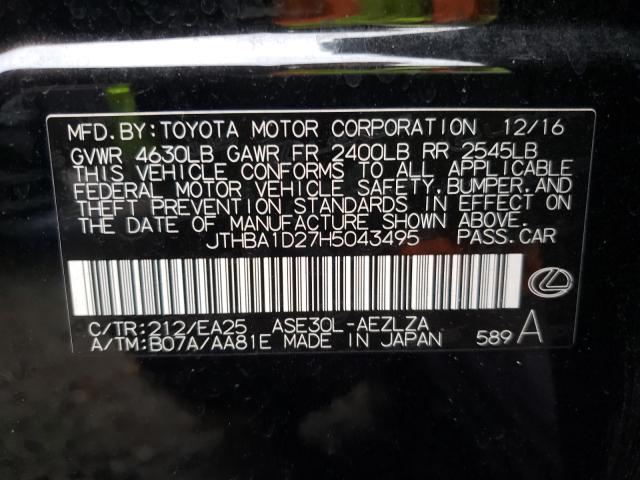 MFD.BY:TOYOTA MOTOR CORPORATION 12/16
GVWR 4630LB GAWR FR 2400LB RR 2545LB
THIS VEHICLE CONFORMS TO ALL APPLICABLE
FEDERAL MOTOR VEHICLE SAFETY.BUMPER.AND
THEFT PREVENTION STANDARDS IN EFFECT ON
THE DATE OF MANUFACTURE SHOWN ABOVE.
JTHBA1D27H5043495 PASS.CAR
C/TR:212/EA25 ASE30L-AEZLZA
A/TM:B07A/AA81E MADE IN JAPAN 589A